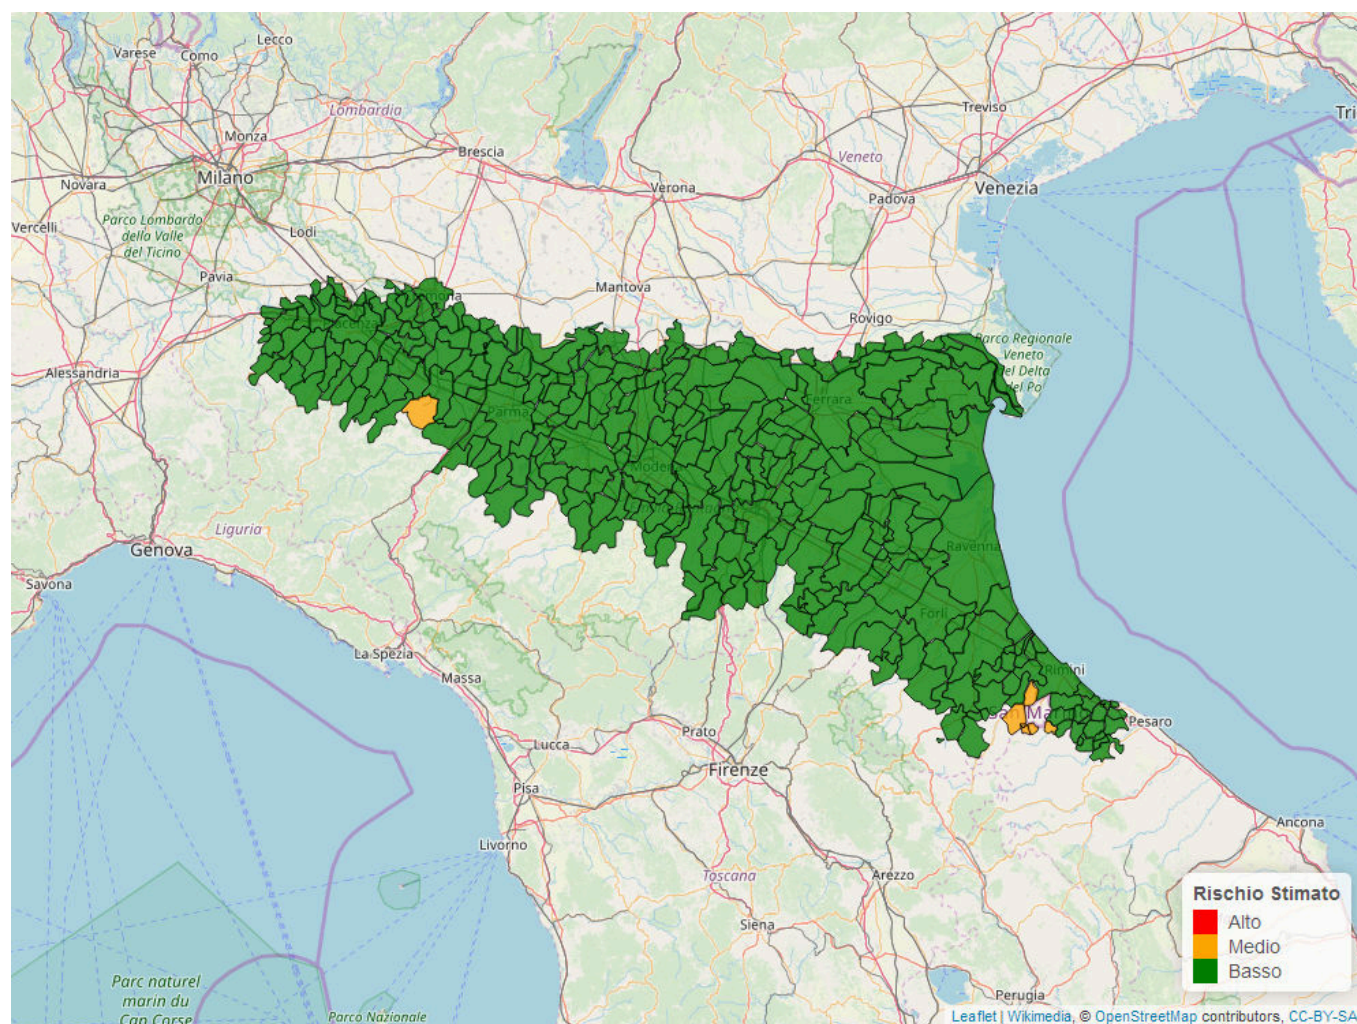 Lecco
Varese
Como
Lombardia
Treviso
Tri
Monza
Brescia
Veneto
Milano
Novara
Verona
Venezia
Padova
Parco Lombardo
della Valle
del Ticino
Vercelli
Lodi
Pavia
Mantova
Rovigo
Parco Regionale
Veneto
del Delta
del Po
Alessandria
Ferrara
Parma
Modena
Liguria
Genova
Ravenna
Savona
Forlì
La Spezia
Massa
Rimini
San Ma
Pesaro
Prato
Lucca
Firenze
Pisa
Ancona
Livorno
Toscana
Arezzo
Siena
Perugia
Parc naturel
marin du
Cap Corse
Parco Nazionale
Rischio Stimato
Alto
Medio
Basso
Leaflet | Wikimedia, © OpenStreetMap contributors, CC-BY-SA